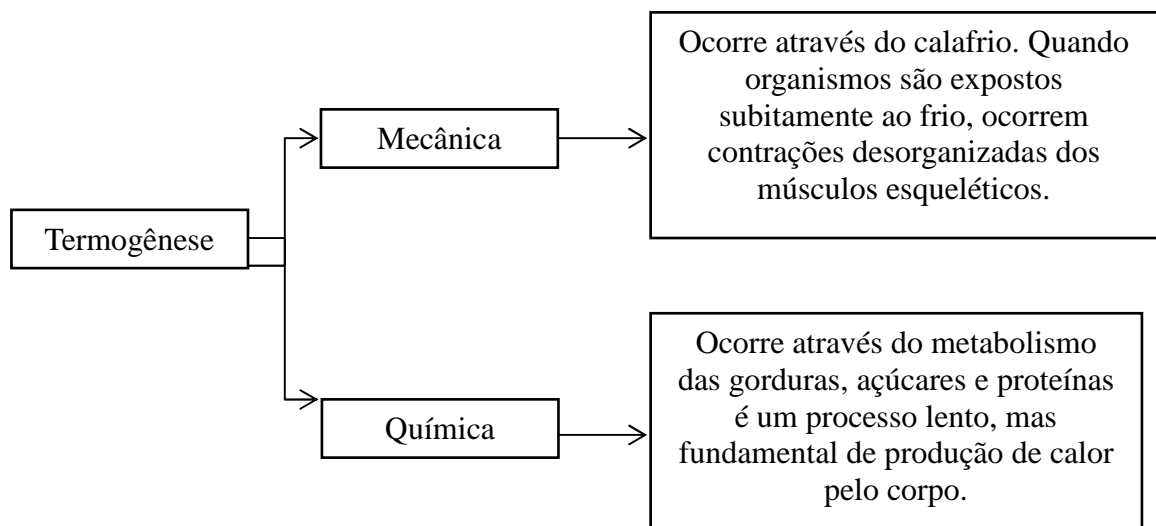 Termogênese
Mecânica
Ocorre através do calafrio. Quando
organismos são expostos
subitamente ao frio, ocorrem
contrações desorganizadas dos
músculos esqueléticos.
Química
Ocorre através do metabolismo
das gorduras, açúcares e proteínas
é um processo lento, mas
fundamental de produção de calor
pelo corpo.